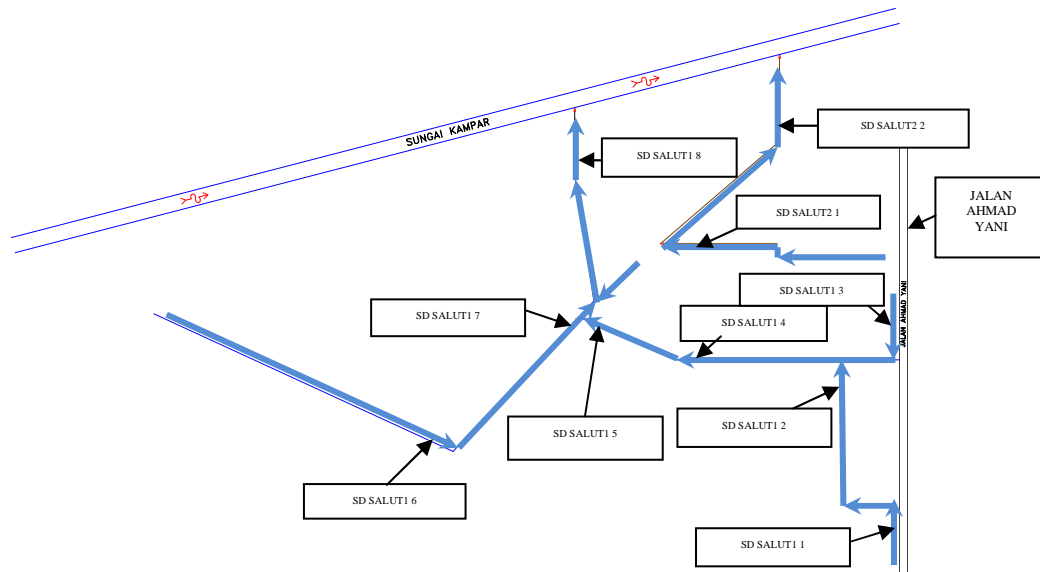 SUNGAI KAMPAR
SD SALUT2 2
SD SALUT1 8
JALAN
AHMAD
YANI
SD SALUT2 1
SD SALUT1 3
JALAN AHMAD YANI
SD SALUT1 7
SD SALUT1 4
SD SALUT1 5
SD SALUT1 2
SD SALUT1 6
SD SALUT1 1